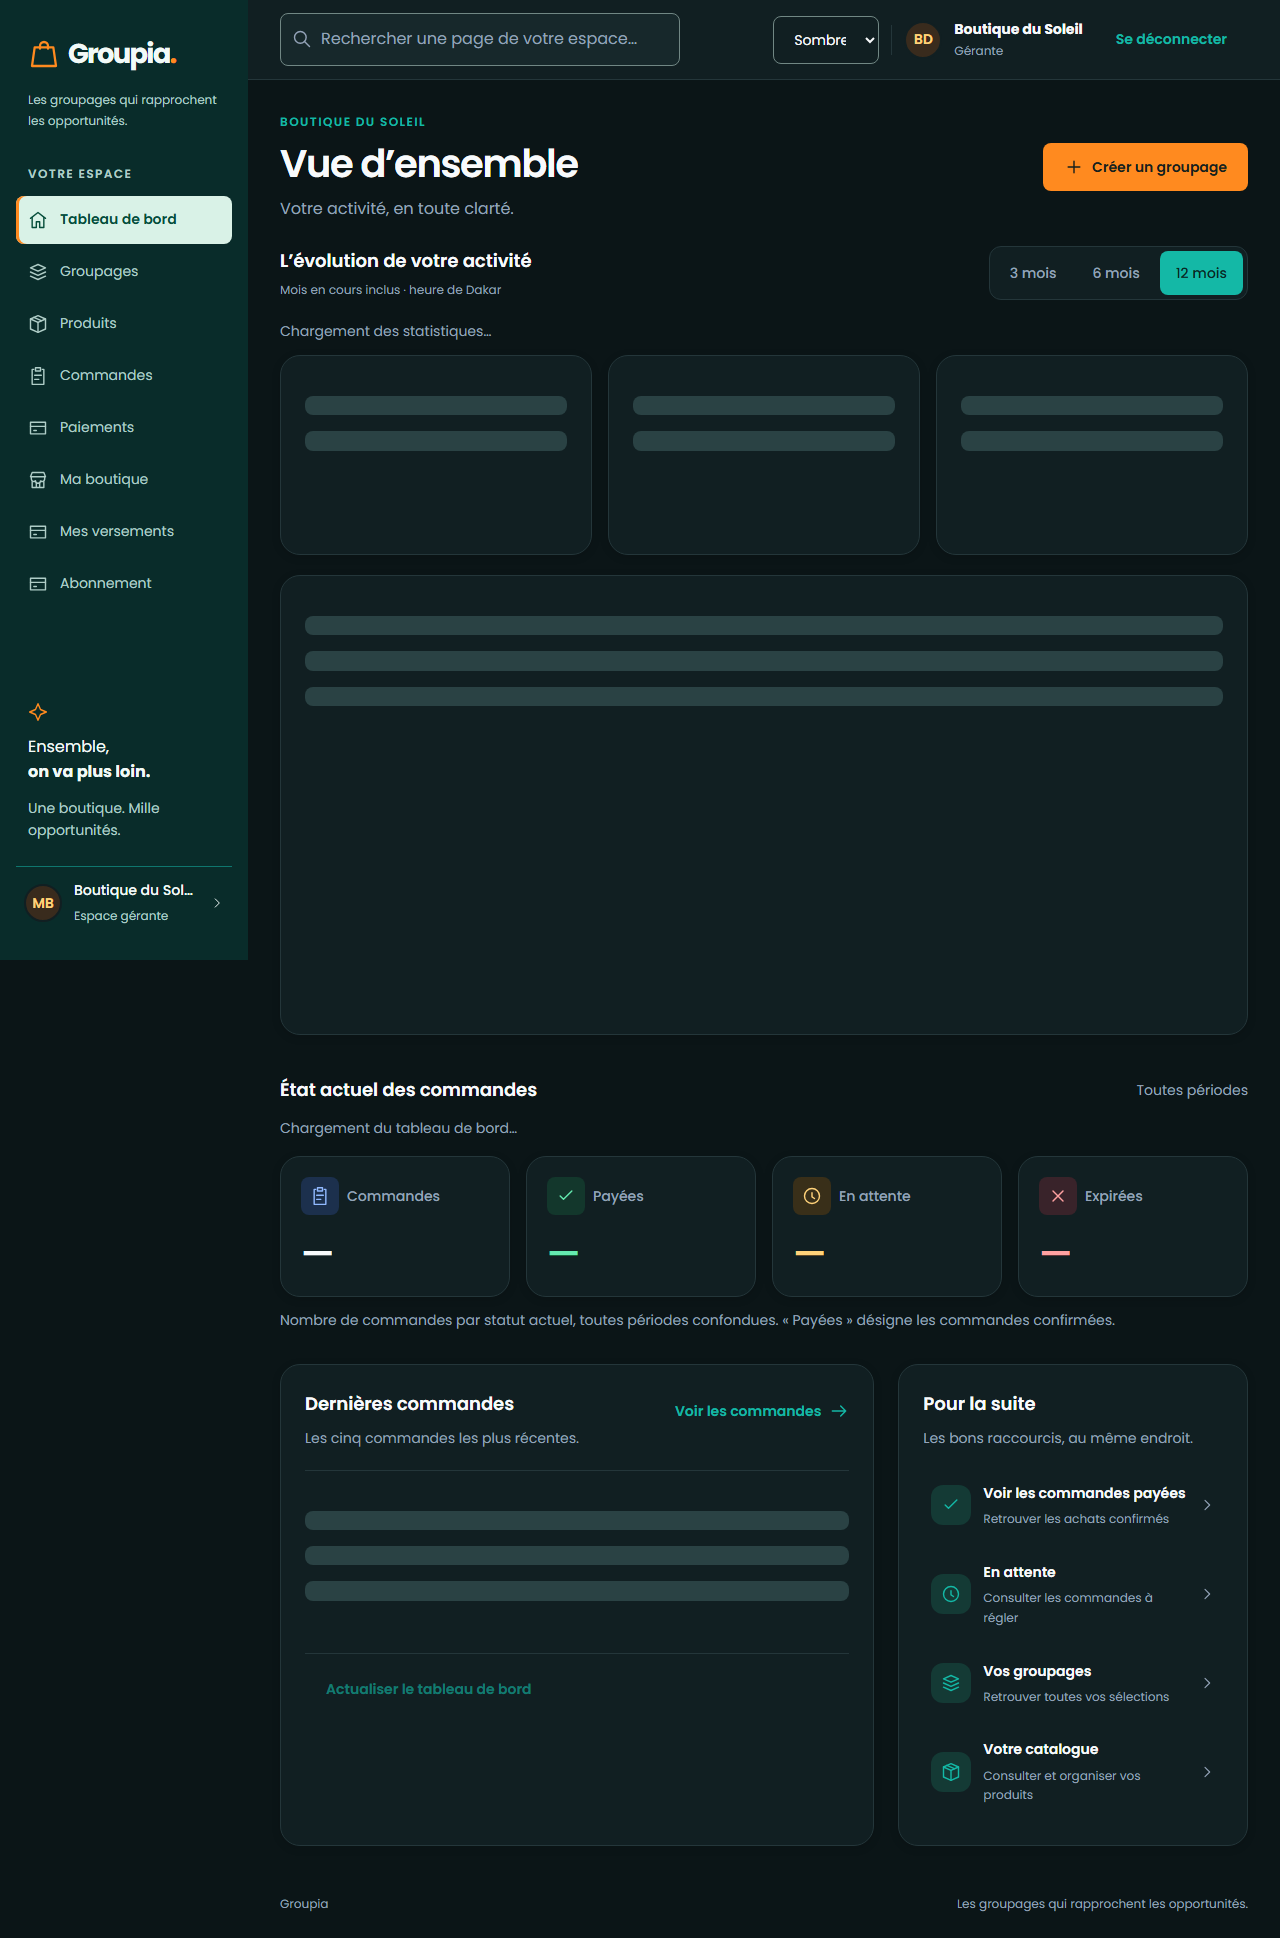 Groupia.
Les groupages qui rapprochent
les opportunités.
VOTRE ESPACE
Tableau de bord
Groupages
Produits
Commandes
Paiements
Ma boutique
Mes versements
Abonnement
Ensemble,
on va plus loin.
Une boutique. Mille
opportunités.
MB
Boutique du Sol...
Espace gérante
Rechercher une page de votre espace...
Sombre
BD
Boutique du Soleil
Gérante
Se déconnecter
BOUTIQUE DU SOLEIL
Vue d’ensemble
Votre activité, en toute clarté.
Créer un groupage
L’évolution de votre activité
Mois en cours inclus · heure de Dakar
3 mois
6 mois
12 mois
Chargement des statistiques…
État actuel des commandes
Toutes périodes
Chargement du tableau de bord…
Commandes
—
Payées
—
En attente
—
Expirées
—
Nombre de commandes par statut actuel, toutes périodes confondues. « Payées » désigne les commandes confirmées.
Dernières commandes
Les cinq commandes les plus récentes.
Voir les commandes
Actualiser le tableau de bord
Pour la suite
Les bons raccourcis, au même endroit.
Voir les commandes payées
Retrouver les achats confirmés
En attente
Consulter les commandes à
régler
Vos groupages
Retrouver toutes vos sélections
Votre catalogue
Consulter et organiser vos
produits
Groupia
Les groupages qui rapprochent les opportunités.